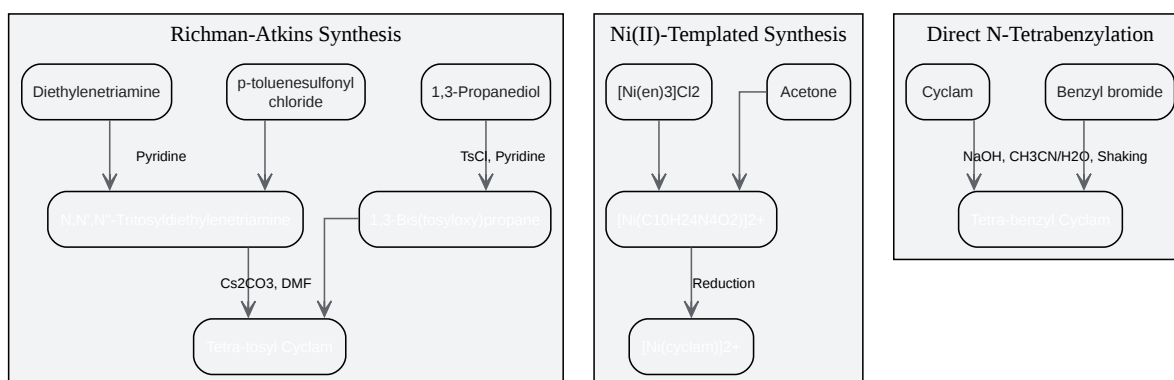 Richman-Atkins Synthesis
Diethylenetriamine
p-toluenesulfonyl
chloride
1,3-Propanediol
Pyridine
TsCl, Pyridine
N,N',N''-Tritosyldiethylenetriamine
1,3-Bis(tosyloxy)propane
Cs2CO3, DMF
Tetra-tosyl Cyclam
Ni(II)-Templated Synthesis
[Ni(en)3]Cl2
Acetone
[Ni(C10H24N4O2)]2+
Reduction
[Ni(cyclam)]2+
Direct N-Tetrabenzylation
Cyclam
Benzyl bromide
NaOH, CH3CN/H2O, Shaking
Tetra-benzyl Cyclam